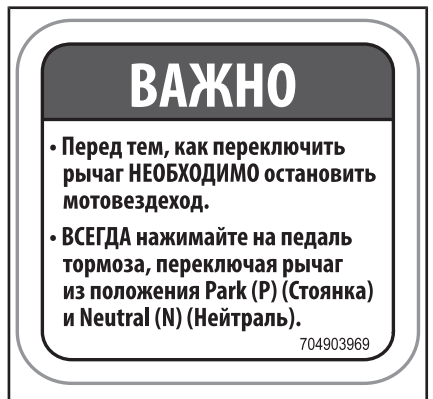 ВАЖНО
• Перед тем, как переключить
рычаг НЕОБХОДИМО остановить
мотовездеход.
• ВСЕГДА нажимайте на педаль
тормоза, переключая рычаг
из положения Park (P) (Стоянка)
и Neutral (N) (Нейтраль).
704903969